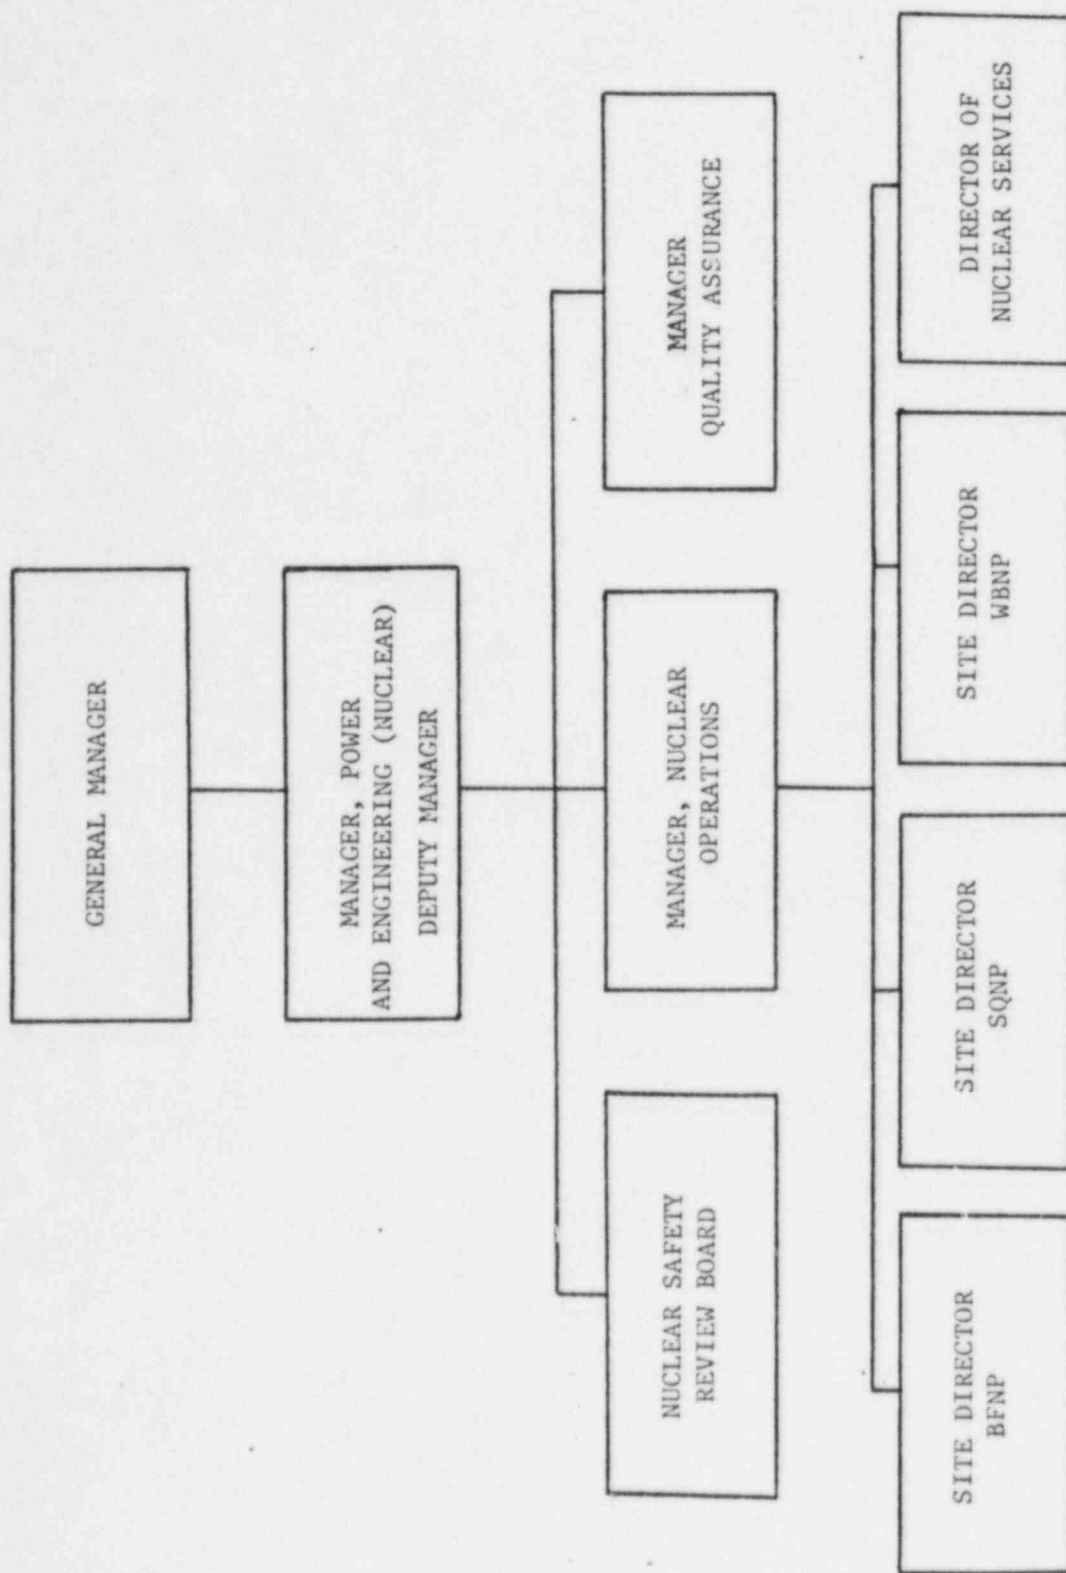 GENERAL MANAGER
MANAGER, POWER
AND ENGINEERING (NUCLEAR)
DEPUTY MANAGER
NUCLEAR SAFETY
REVIEW BOARD
MANAGER, NUCLEAR
OPERATIONS
MANAGER
QUALITY ASSURANCE
SITE DIRECTOR
BFNP
SITE DIRECTOR
SQNP
SITE DIRECTOR
WBNP
DIRECTOR OF
NUCLEAR SERVICES